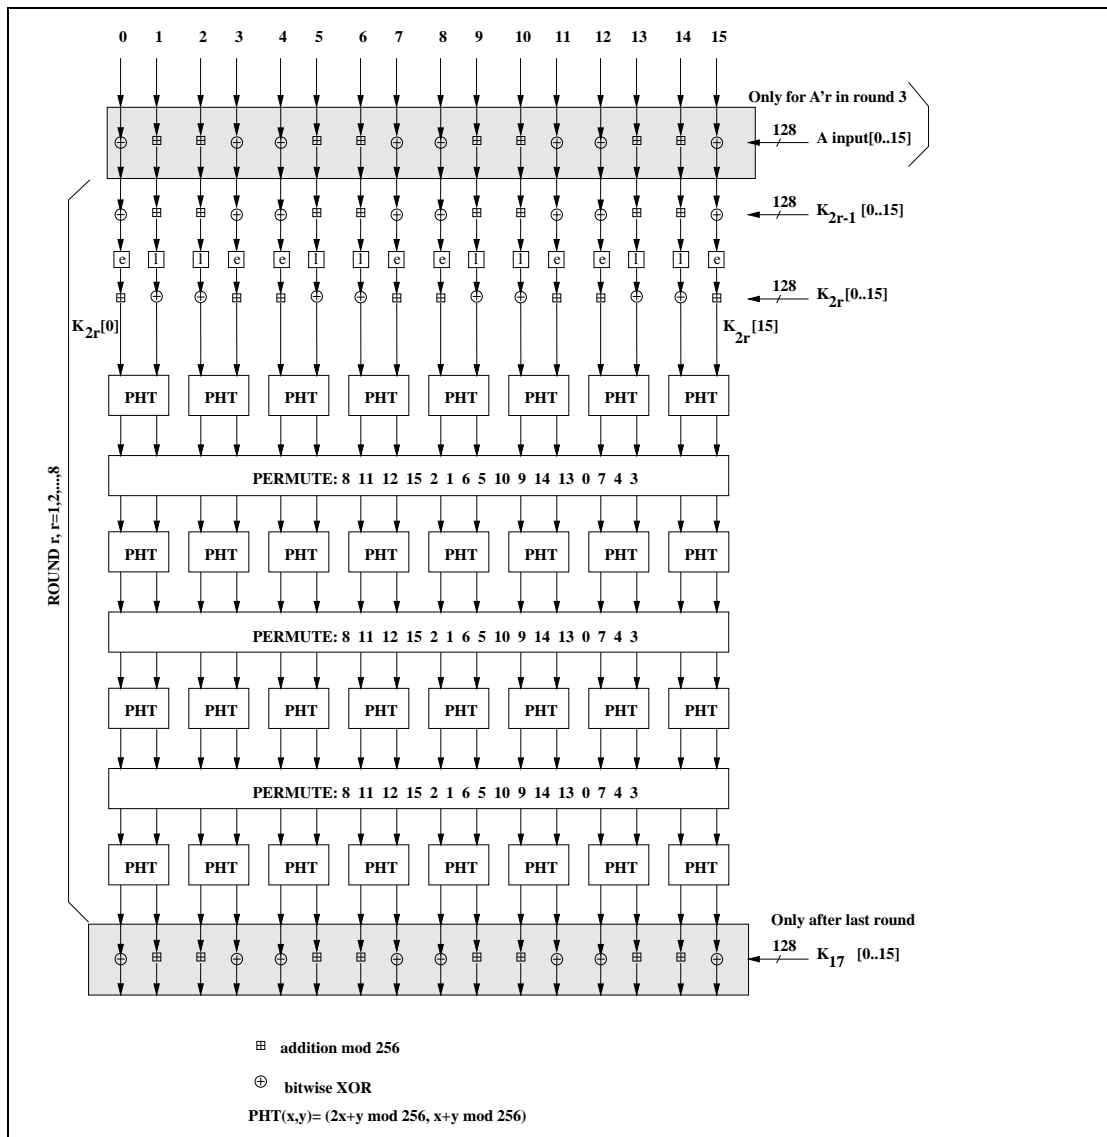 0 1 2 3 4 5 6 7 8 9 10 11 12 13 14 15
Only for A'r in round 3
128
A input[0..15]
128
K2r-1 [0..15]
e l l e e l l e e l l e e l l e
128
K2r [0..15]
K2r[0]
K2r [15]
PHT PHT PHT PHT PHT PHT PHT PHT
PERMUTE: 8 11 12 15 2 1 6 5 10 9 14 13 0 7 4 3
ROUND r, r=1,2,...,8
PHT PHT PHT PHT PHT PHT PHT PHT
PERMUTE: 8 11 12 15 2 1 6 5 10 9 14 13 0 7 4 3
PHT PHT PHT PHT PHT PHT PHT PHT
PERMUTE: 8 11 12 15 2 1 6 5 10 9 14 13 0 7 4 3
PHT PHT PHT PHT PHT PHT PHT PHT
Only after last round
128
K17 [0..15]
addition mod 256
bitwise XOR
PHT(x,y)= (2x+y mod 256, x+y mod 256)